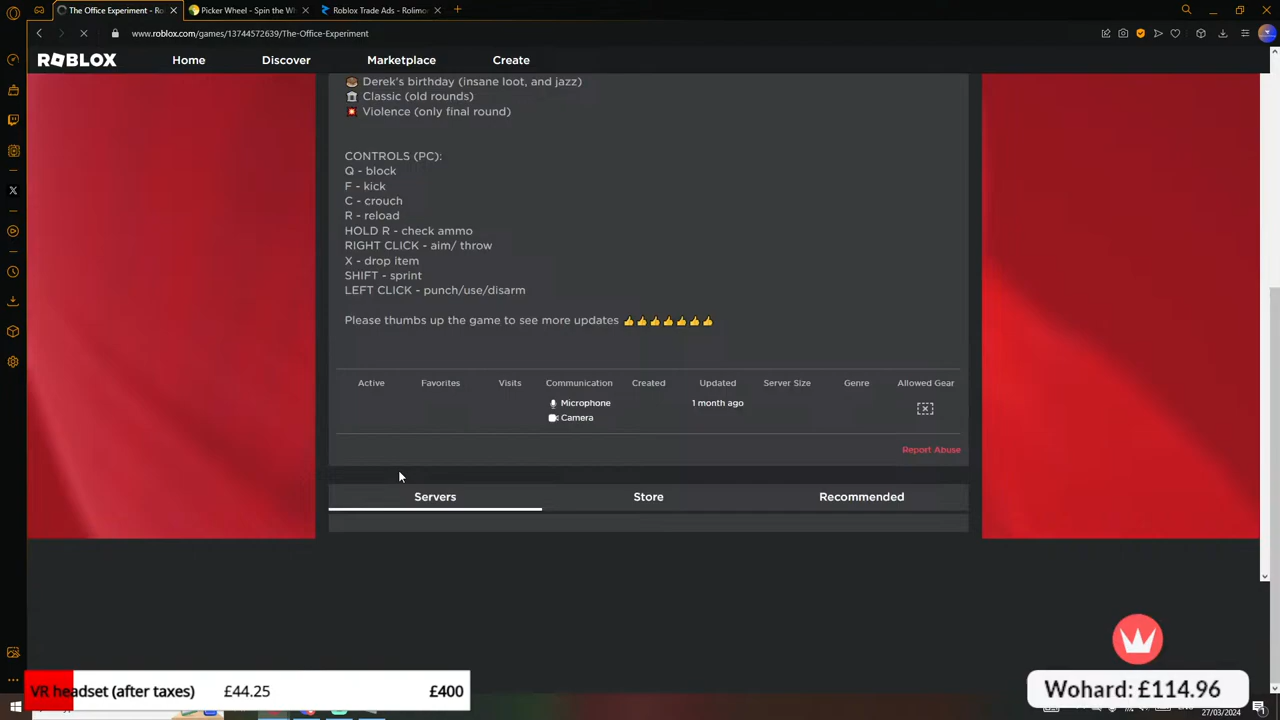 The Office Experiment - Ro
Picker Wheel - Spin the Wh
Roblox Trade Ads - Rolimo
www.roblox.com/games/13744572639/The-Office-Experiment
ROBLOX Home Discover Marketplace Create
Derek's birthday (insane loot, and jazz)
Classic (old rounds)
Violence (only final round)
CONTROLS (PC):
Q - block
F - kick
C - crouch
R - reload
HOLD R - check ammo
RIGHT CLICK - aim/ throw
X - drop item
SHIFT - sprint
LEFT CLICK - punch/use/disarm
Please thumbs up the game to see more updates 👍👍👍👍👍👍👍
Active Favorites Visits Communication Created Updated Server Size Genre Allowed Gear
Microphone 1 month ago
Camera
Report Abuse
Servers Store Recommended
VR headset (after taxes) £44.25 £400
Wohard: £114.96
27/03/2024